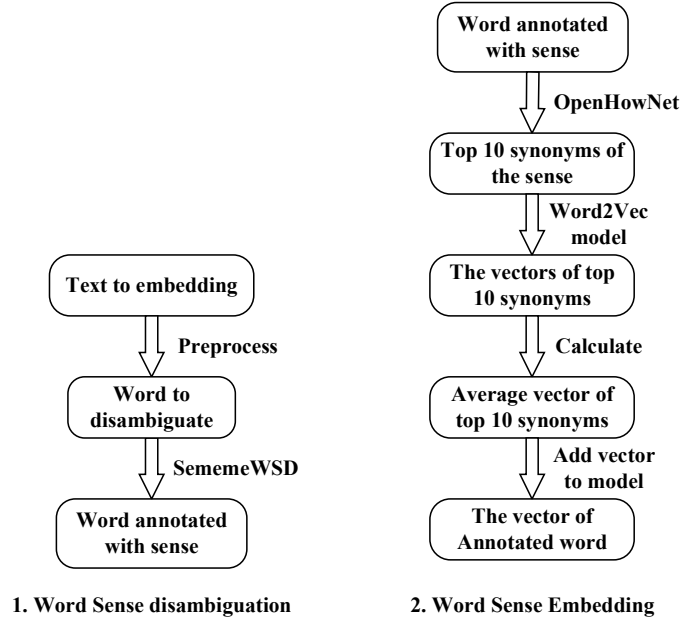 Text to embedding
Preprocess
Word to
disambiguate
SememeWSD
Word annotated
with sense
1. Word Sense disambiguation
Word annotated
with sense
OpenHowNet
Top 10 synonyms of
the sense
Word2Vec
model
The vectors of top
10 synonyms
Calculate
Average vector of
top 10 synonyms
Add vector
to model
The vector of
Annotated word
2. Word Sense Embedding